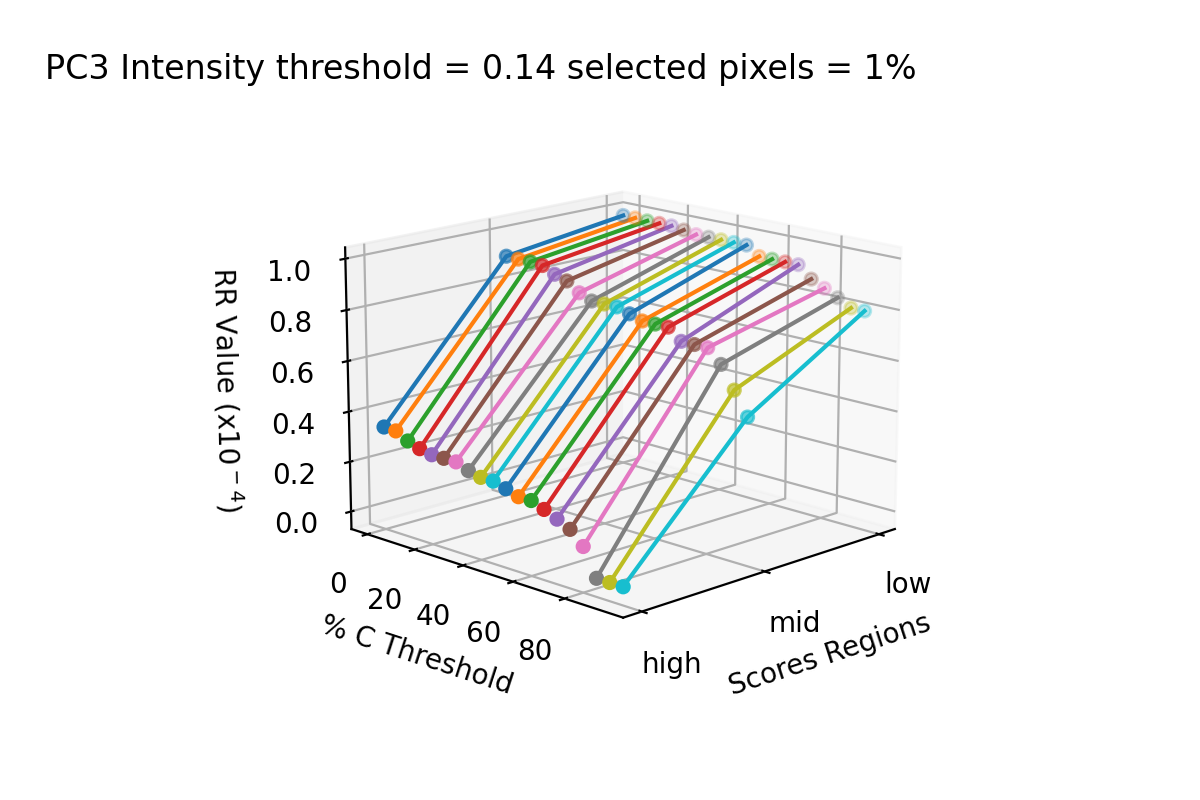 PC3 Intensity threshold = 0.14 selected pixels = 1%
RR Value (x10⁻⁴)
1.0
0.8
0.6
0.4
0.2
0.0
0
20
40
60
80
% C Threshold
high
mid
low
Scores Regions